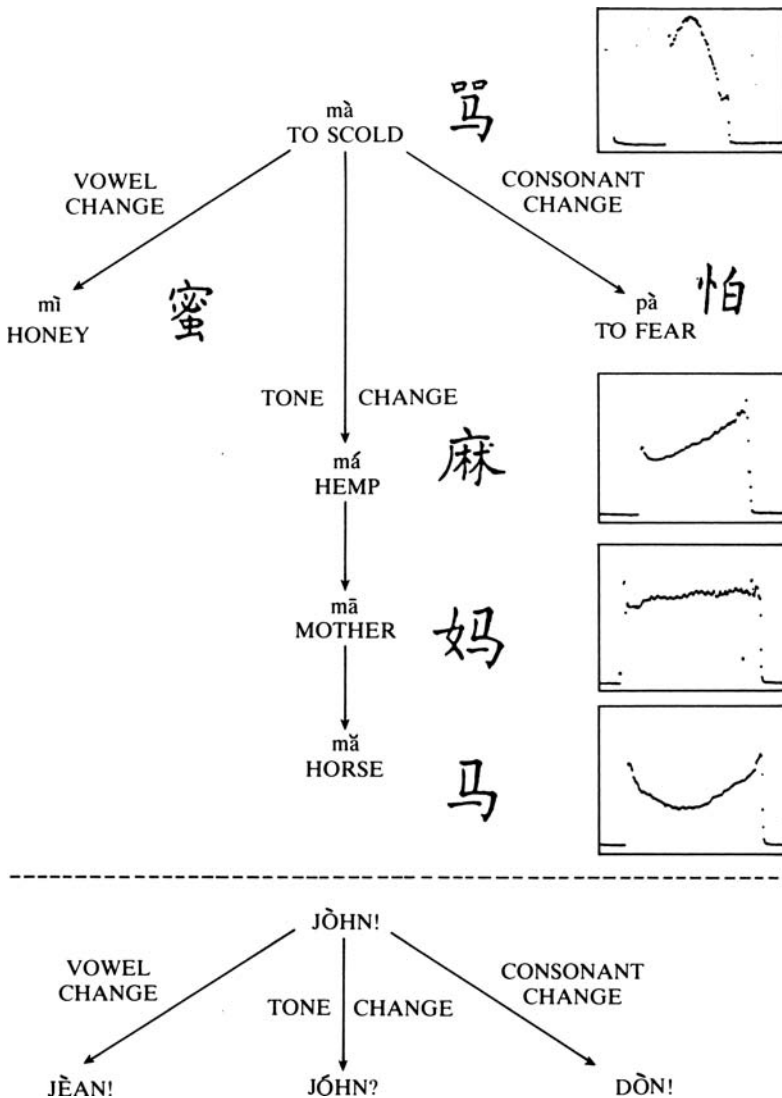 mà
TO SCOLD
骂
VOWEL
CHANGE
CONSONANT
CHANGE
mì
HONEY
蜜
pà
TO FEAR
怕
TONE CHANGE
má
HEMP
麻
mā
MOTHER
妈
mă
HORSE
马
JÒHN!
VOWEL
CHANGE
TONE CHANGE
CONSONANT
CHANGE
JÈAN!
JÓHN?
DÒN!